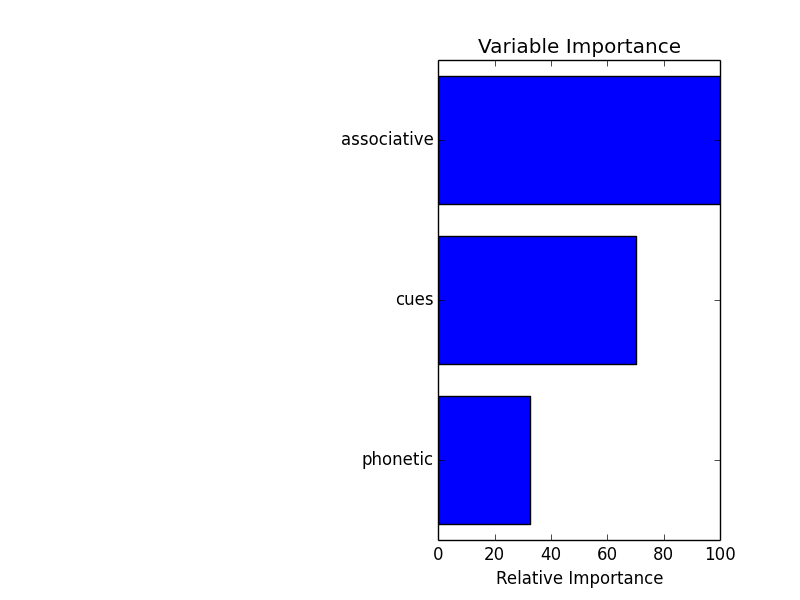 Variable Importance
associative
cues
phonetic
0 20 40 60 80 100
Relative Importance